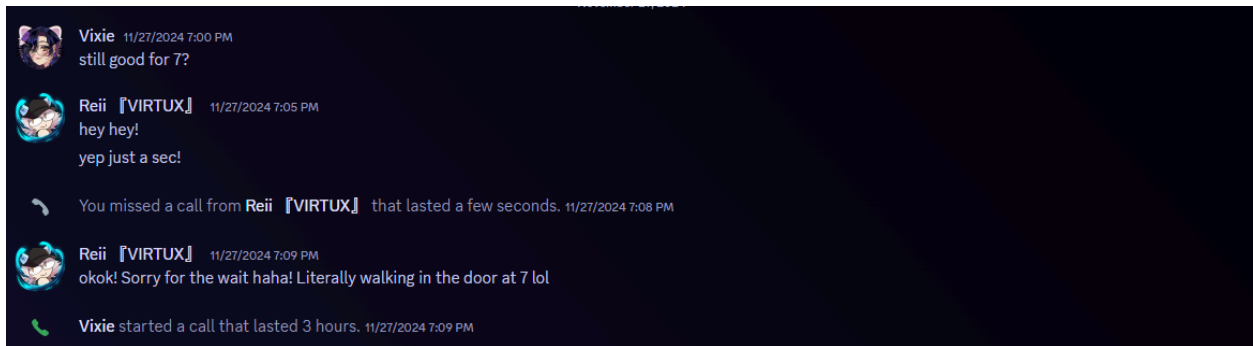 Vixie 11/27/2024 7:00 PM
still good for 7?
Reii 『VIRTUX』 11/27/2024 7:05 PM
hey hey!
yep just a sec!
You missed a call from Reii 『VIRTUX』 that lasted a few seconds. 11/27/2024 7:08 PM
Reii 『VIRTUX』 11/27/2024 7:09 PM
okok! Sorry for the wait haha! Literally walking in the door at 7 lol
Vixie started a call that lasted 3 hours. 11/27/2024 7:09 PM